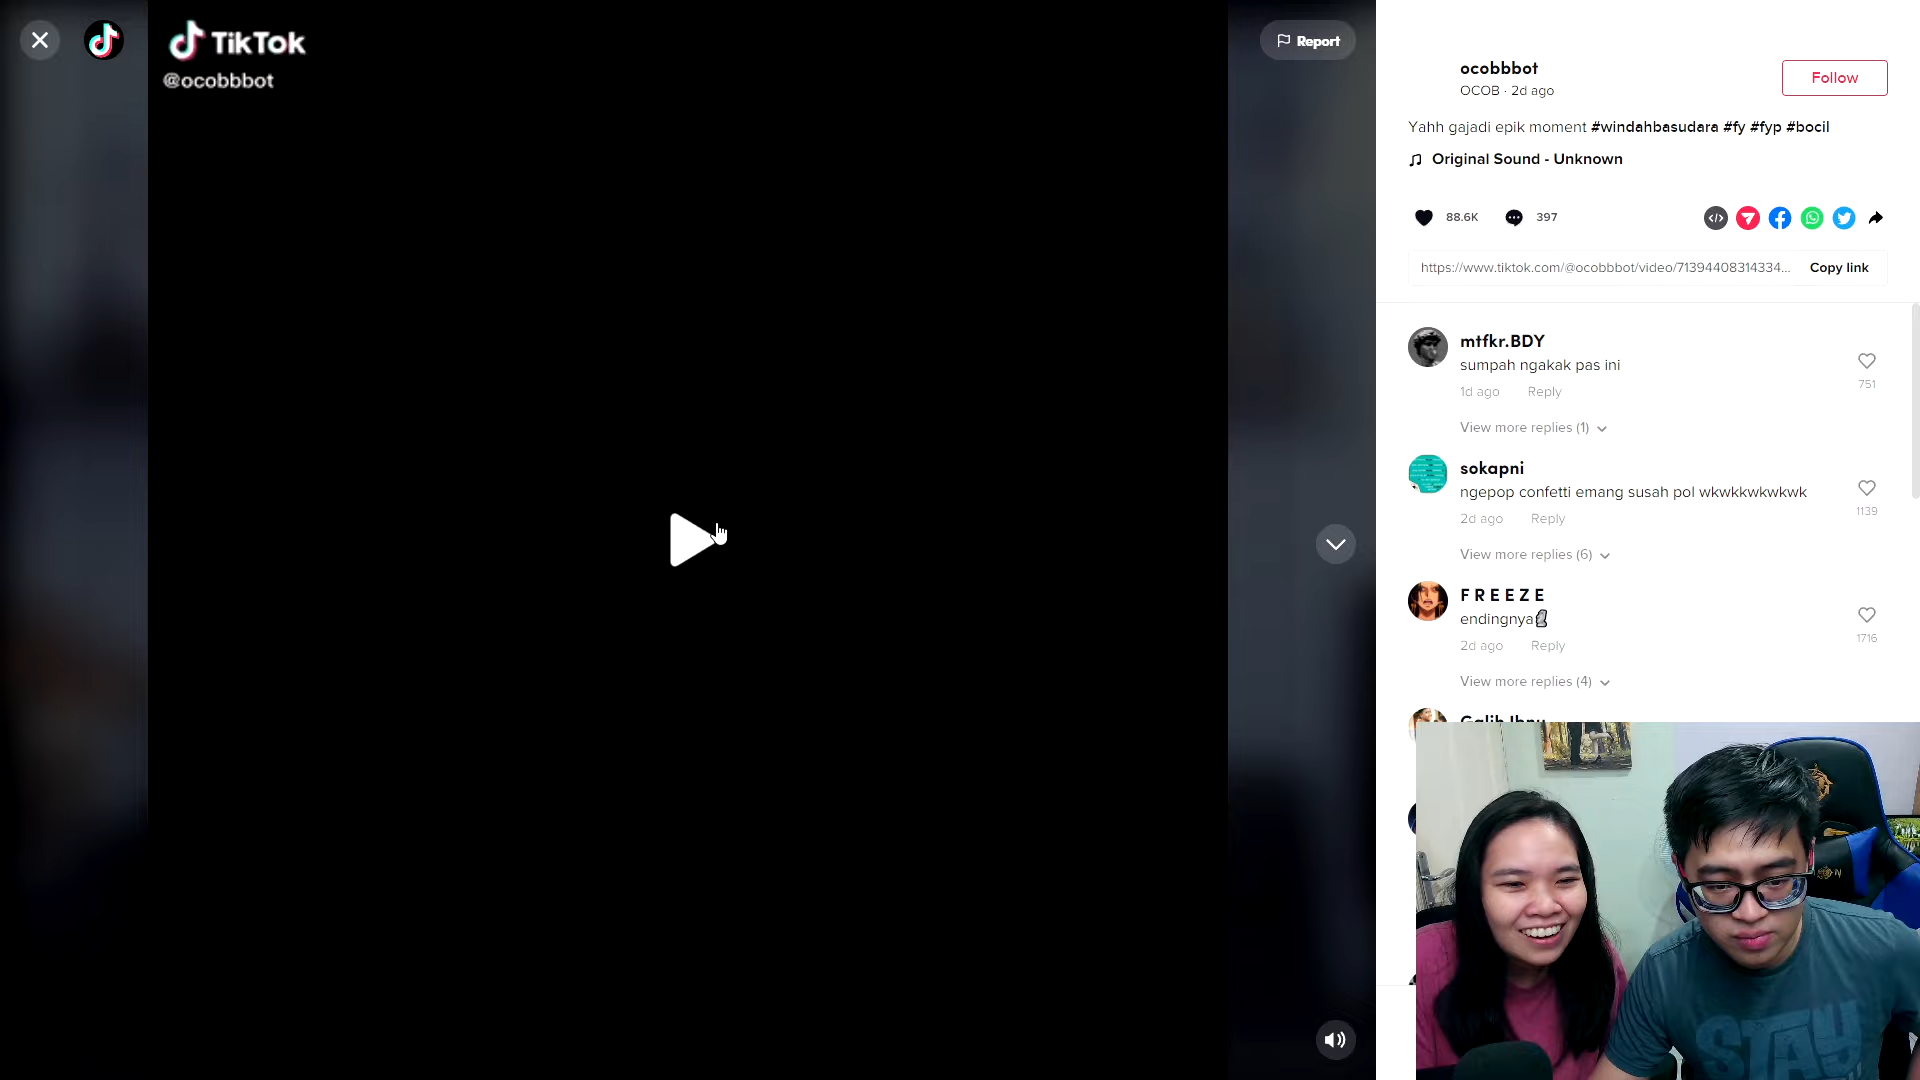 TikTok
@ocobbbot
Report
ocobbbot
OCOB · 2d ago
Follow
Yahh gajadi epik moment #windahbasudara #fy #fyp #bocil
Original Sound - Unknown
88.6K
397
https://www.tiktok.com/@ocobbbot/video/71394408314334...
Copy link
mtfkr.BDY
sumpah ngakak pas ini
751
1d ago
Reply
View more replies (1)
sokapni
ngepop confetti emang susah pol wkwkkwkwkwk
1139
2d ago
Reply
View more replies (6)
F R E E Z E
endingnya🗿
1716
2d ago
Reply
View more replies (4)
Galih Ibnu
STAY